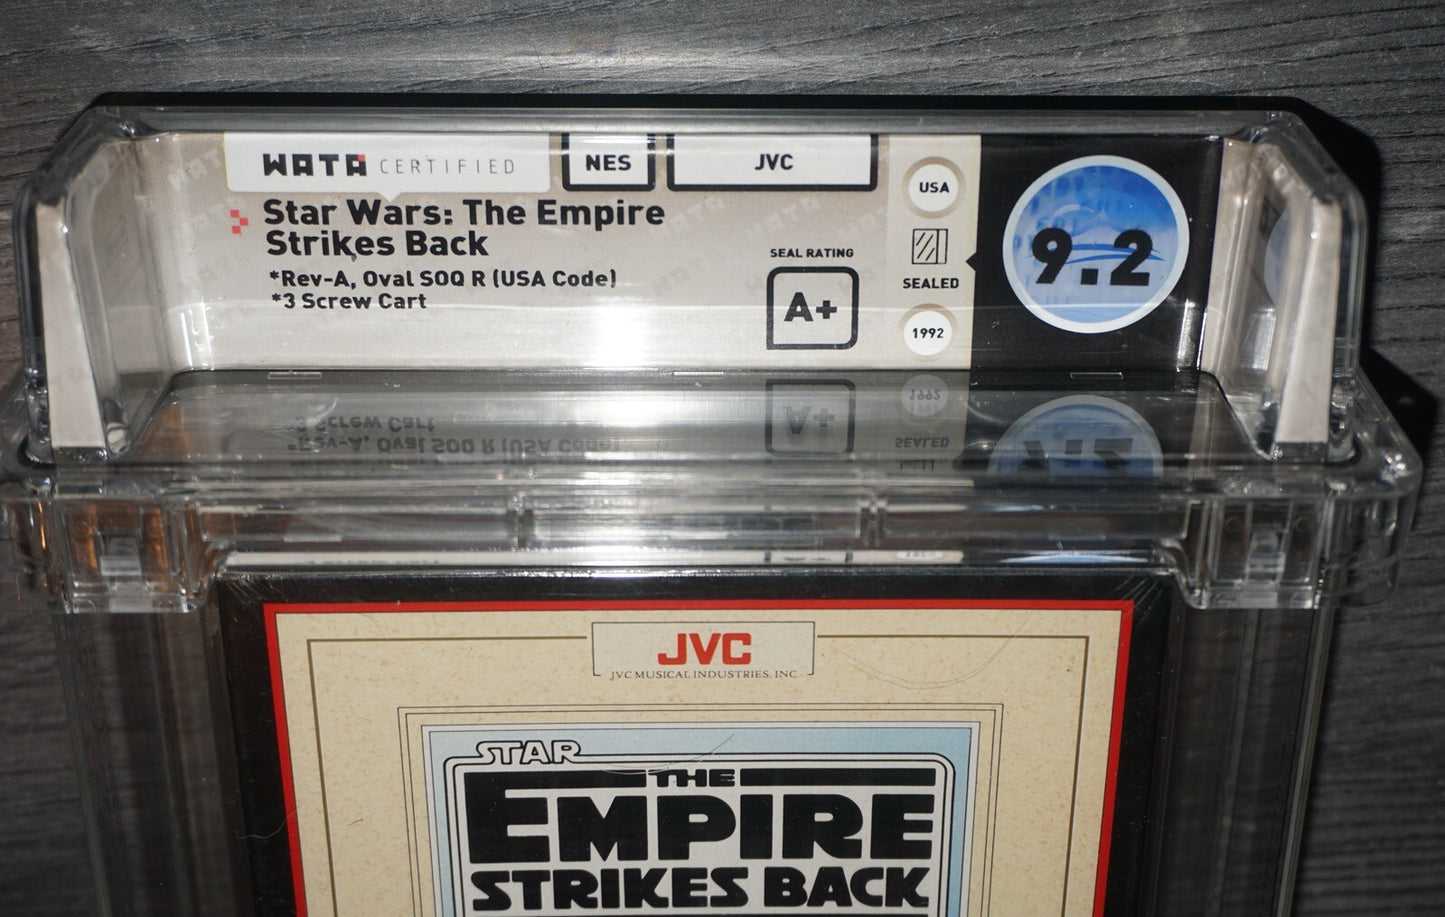 WATA CERTIFIED
NES
JVC
Star Wars: The Empire
Strikes Back
*Rev-A, Oval SOQ R (USA Code)
*3 Screw Cart
SEAL RATING
A+
USA
SEALED
1992
9.2
JVC
JVC MUSICAL INDUSTRIES, INC.
STAR
THE
EMPIRE
STRIKES BACK